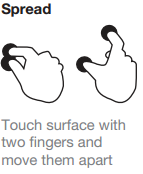 Spread
Touch surface with
two fingers and
move them apart